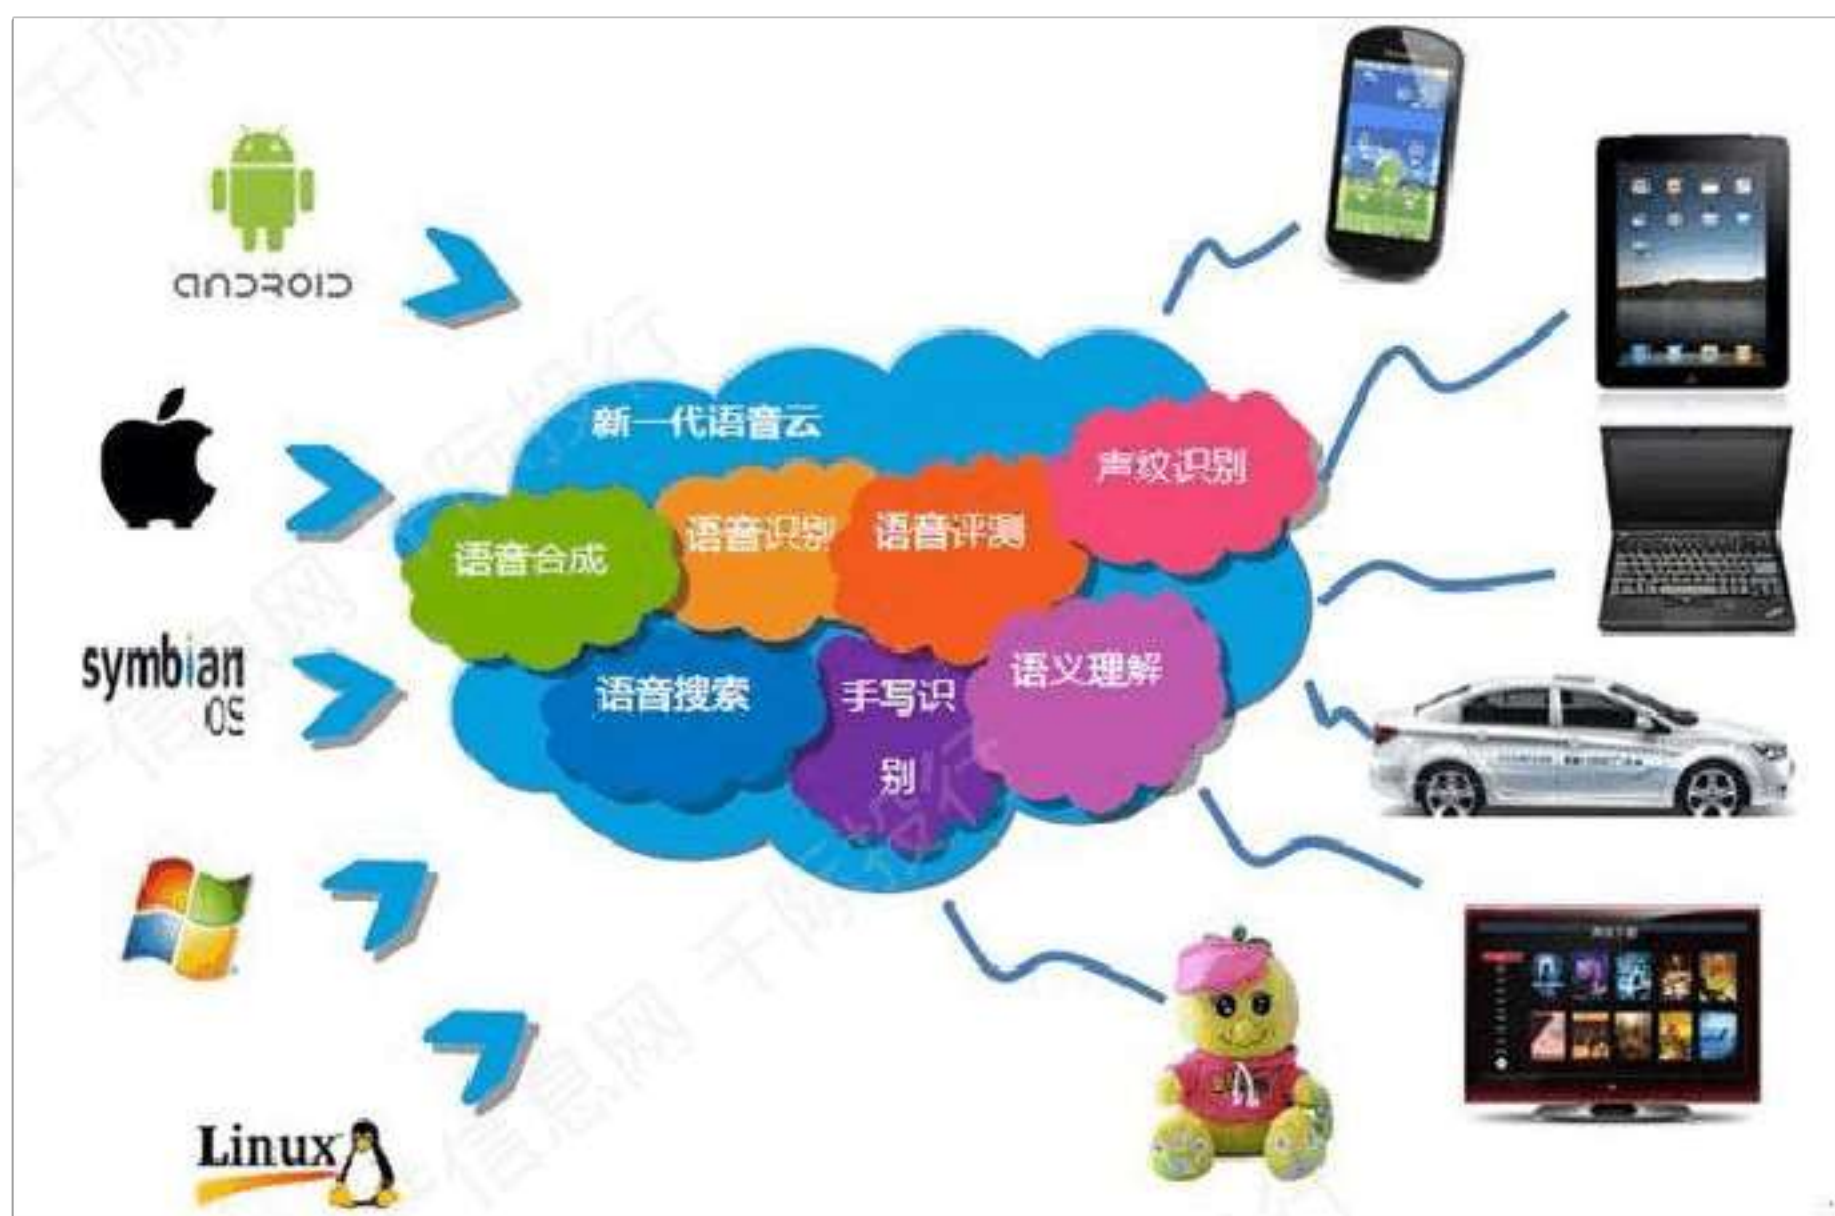 ANDROID
新一代语音云
声纹识别
语音合成
语音识别
语音评测
symbian
OS
语音搜索
手写识
别
语义理解
Linux